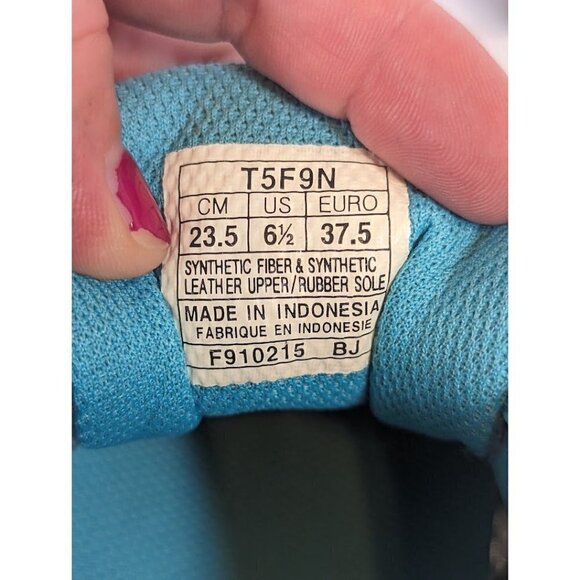 T5F9N
CM US EURO
23.5 6½ 37.5
SYNTHETIC FIBER & SYNTHETIC
LEATHER UPPER/RUBBER SOLE
MADE IN INDONESIA
FABRIQUE EN INDONESIE
F910215 BJ